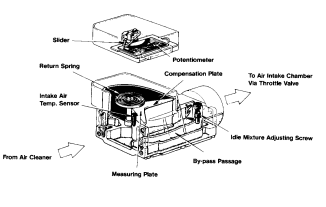 Slider
Potentiometer
Return Spring
Compensation Plate
To Air Intake Chamber
Via Throttle Valve
Intake Air
Temp. Sensor
Idle Mixture Adjusting Screw
From Air Cleaner
By-pass Passage
Measuring Plate